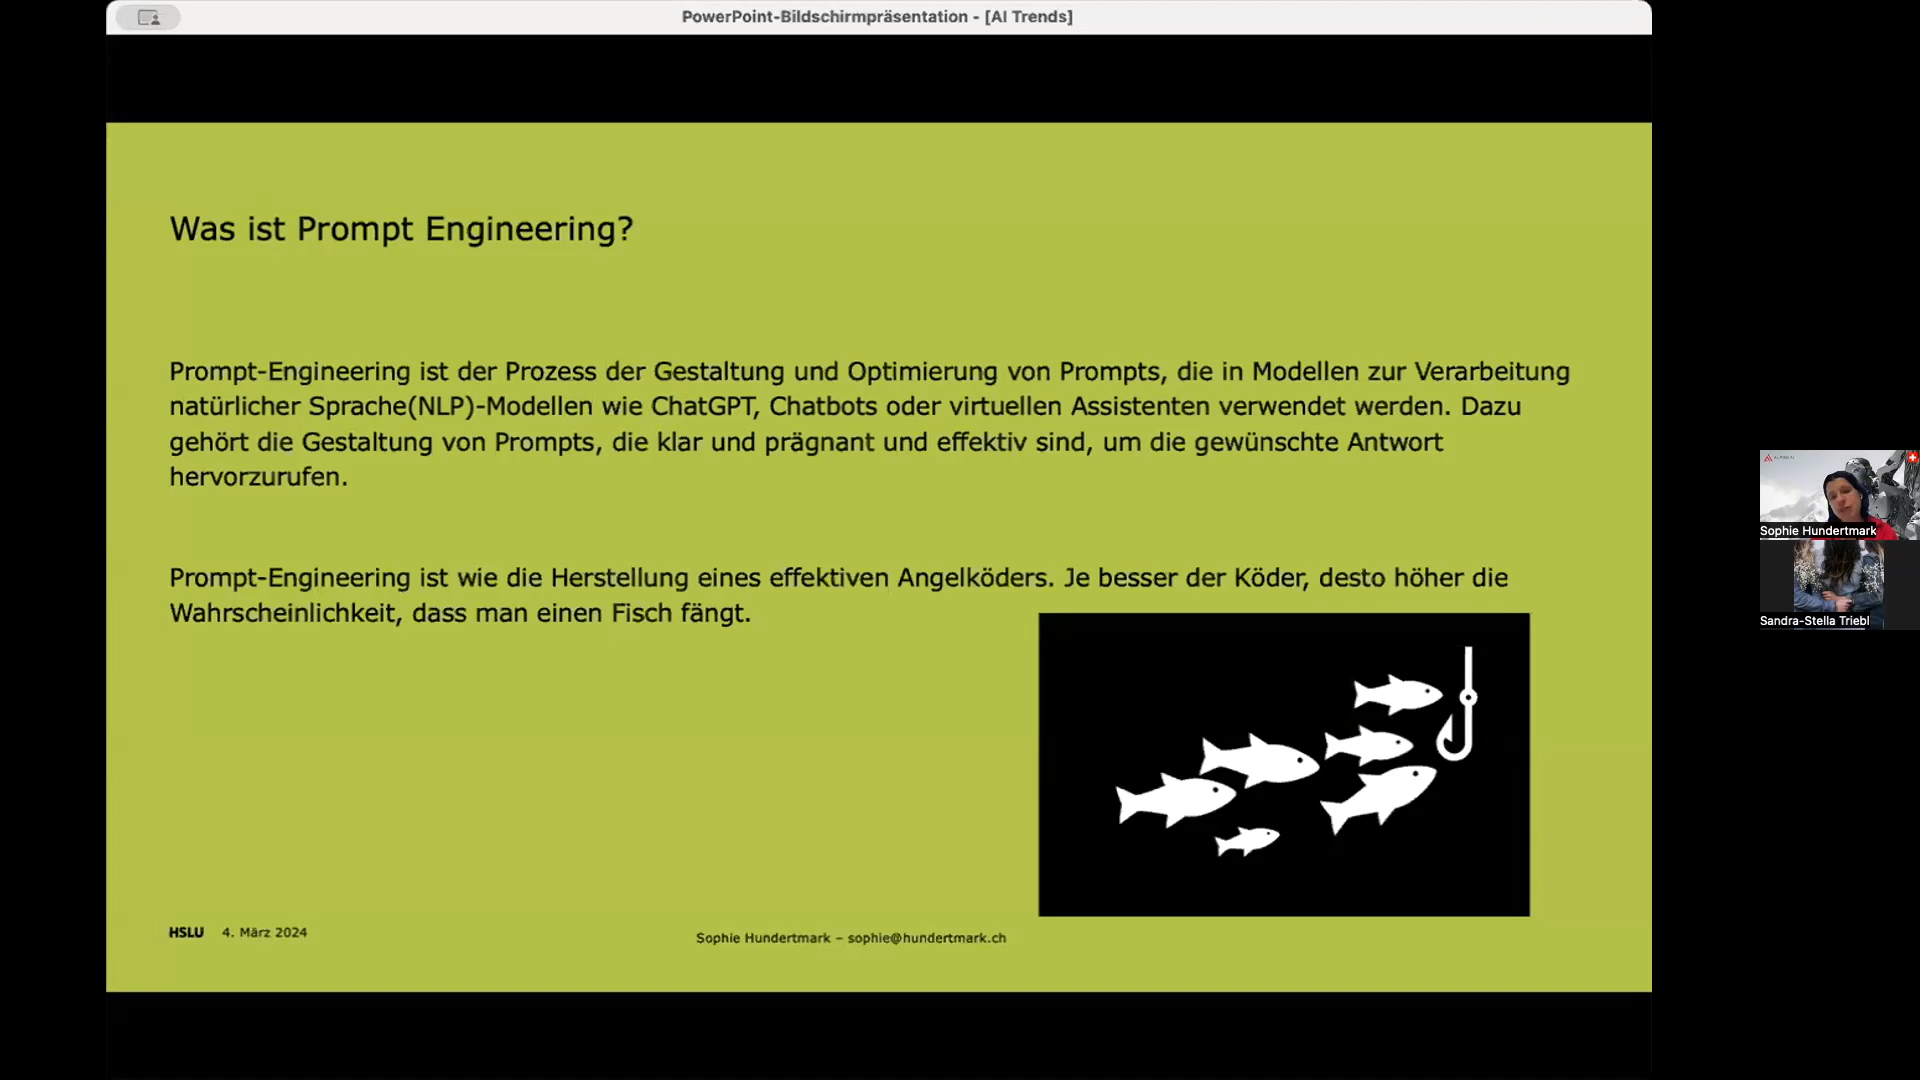 PowerPoint-Bildschirmpräsentation - [AI Trends]
Was ist Prompt Engineering?
Prompt-Engineering ist der Prozess der Gestaltung und Optimierung von Prompts, die in Modellen zur Verarbeitung
natürlicher Sprache(NLP)-Modellen wie ChatGPT, Chatbots oder virtuellen Assistenten verwendet werden. Dazu
gehört die Gestaltung von Prompts, die klar und prägnant und effektiv sind, um die gewünschte Antwort
hervorzurufen.
Prompt-Engineering ist wie die Herstellung eines effektiven Angelköders. Je besser der Köder, desto höher die
Wahrscheinlichkeit, dass man einen Fisch fängt.
HSLU 4. März 2024
Sophie Hundertmark – sophie@hundertmark.ch
Sophie Hundertmark
Sandra-Stella Triebl